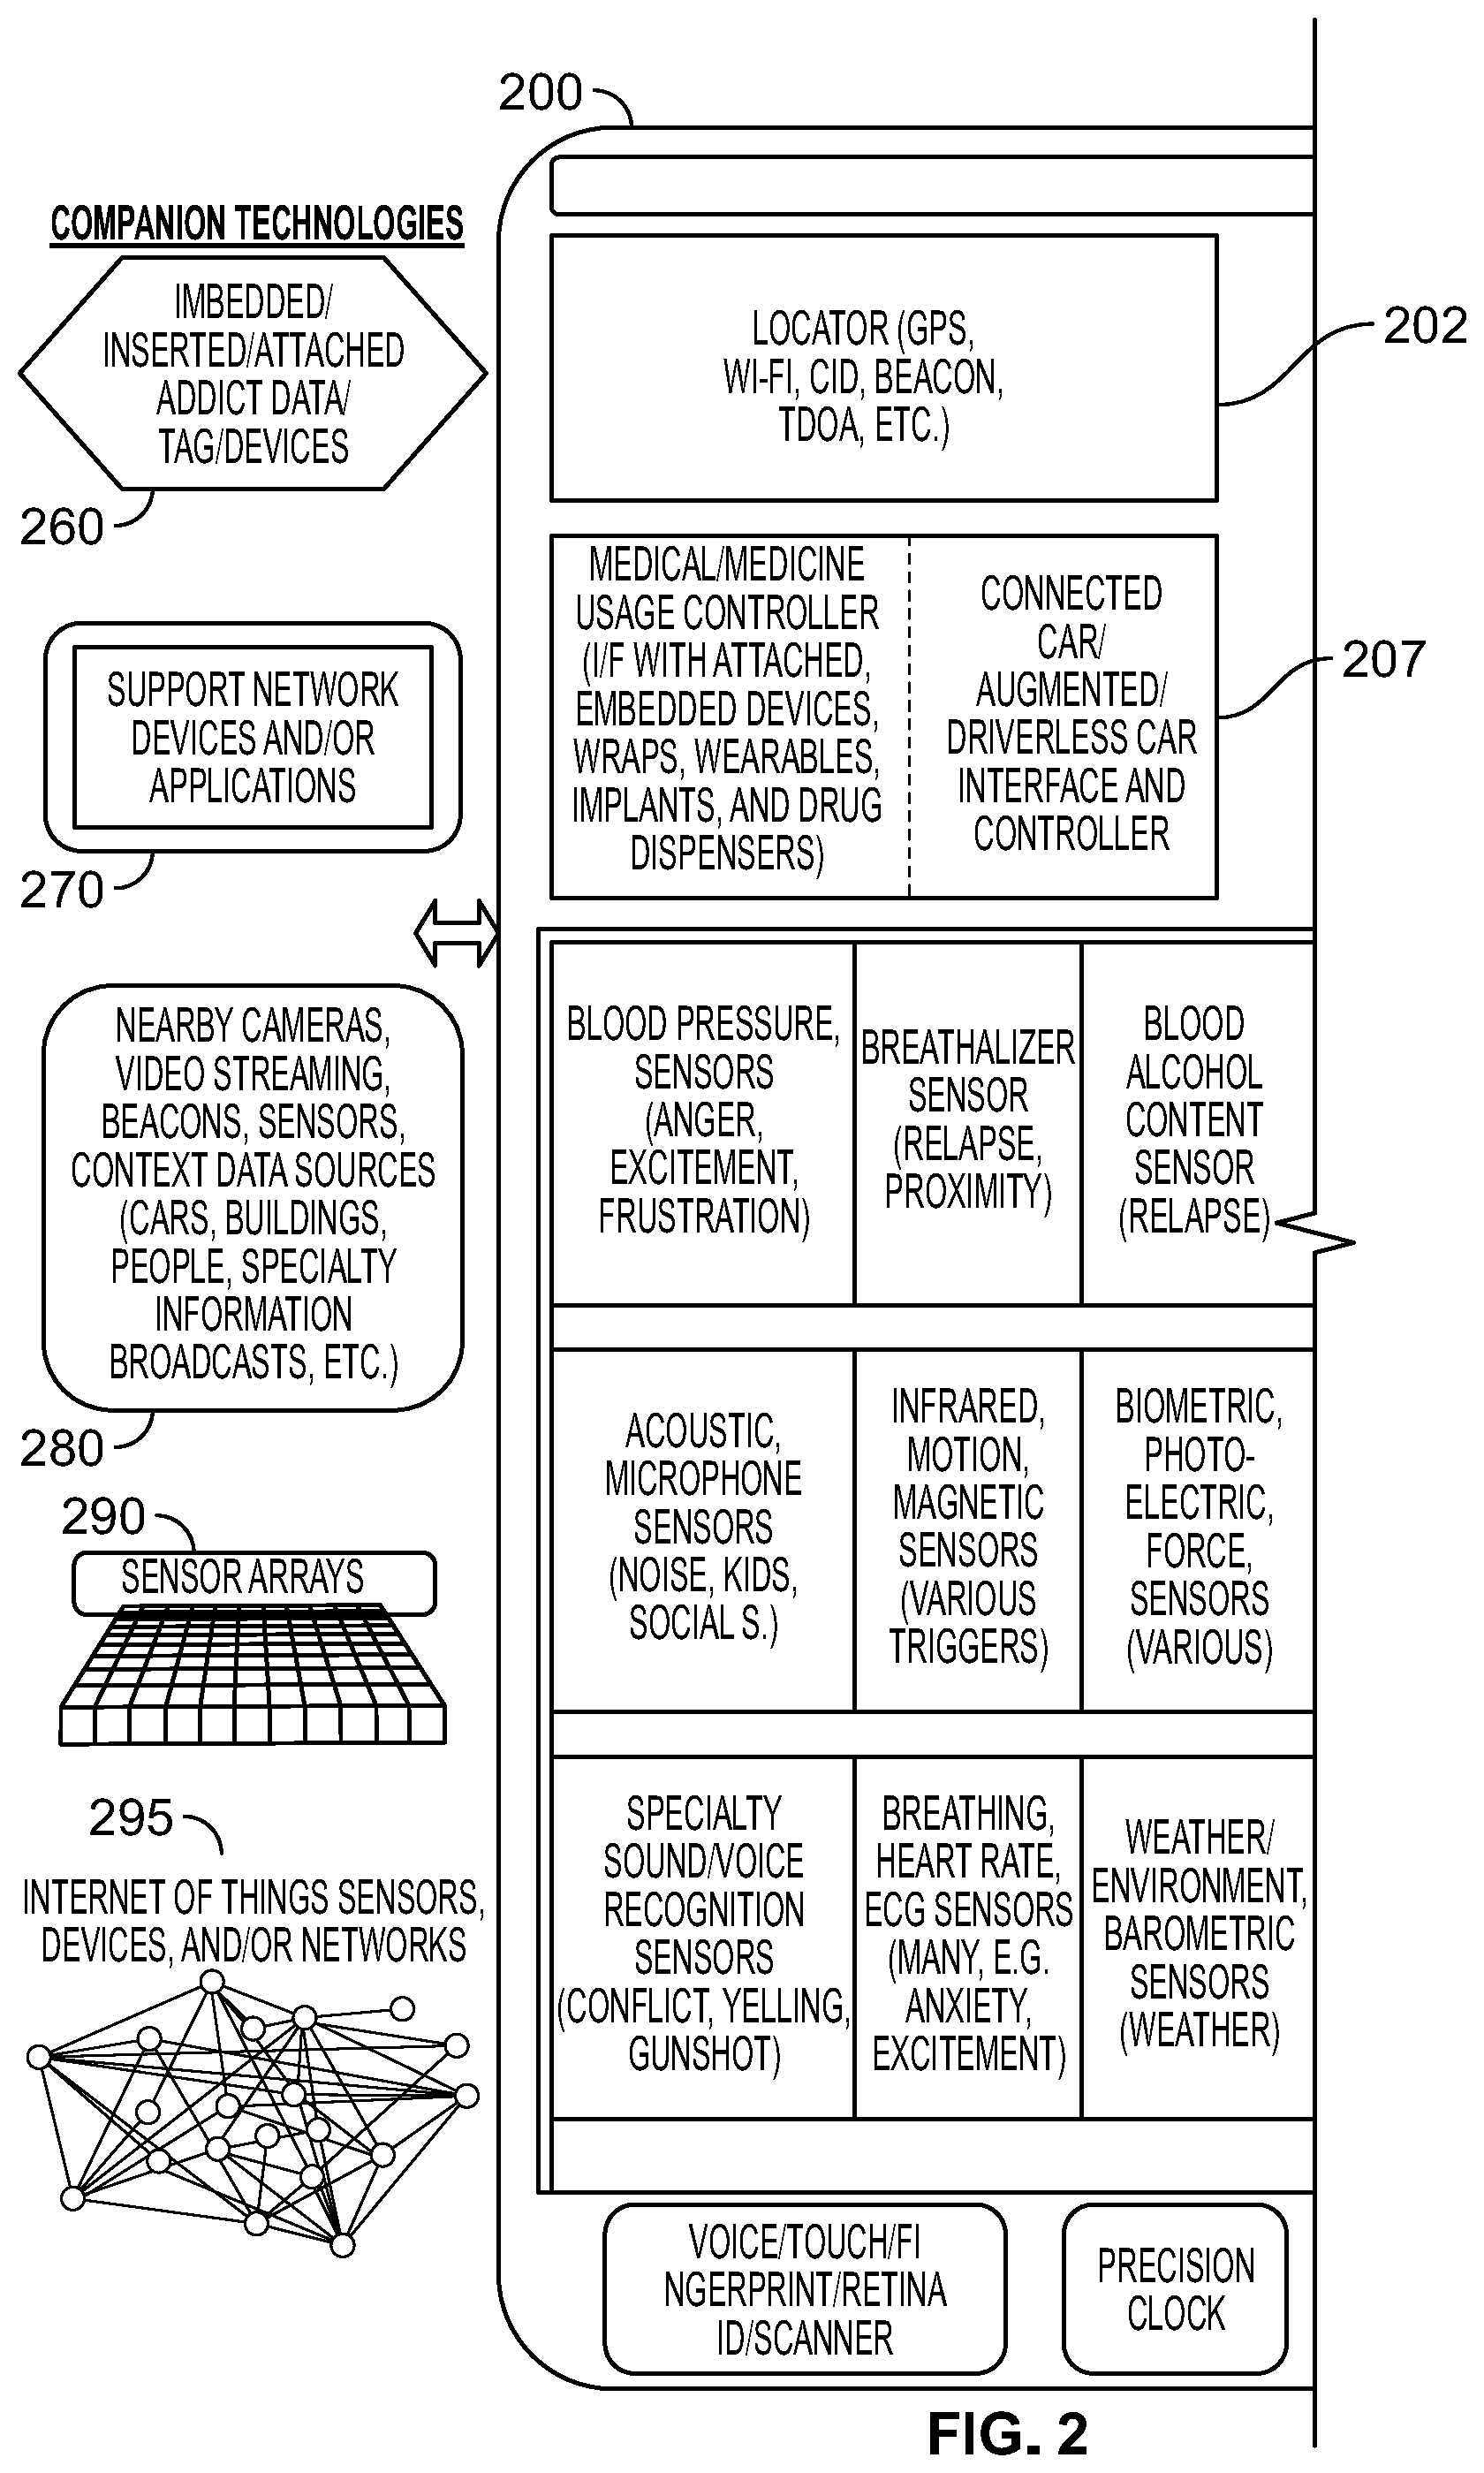 200
COMPANION TECHNOLOGIES
IMBEDDED/
INSERTED/ATTACHED
ADDICT DATA/
TAG/DEVICES
260
SUPPORT NETWORK
DEVICES AND/OR
APPLICATIONS
270
NEARBY CAMERAS,
VIDEO STREAMING,
BEACONS, SENSORS,
CONTEXT DATA SOURCES
(CARS, BUILDINGS,
PEOPLE, SPECIALTY
INFORMATION
BROADCASTS, ETC.)
280
290
SENSOR ARRAYS
295
INTERNET OF THINGS SENSORS,
DEVICES, AND/OR NETWORKS
LOCATOR (GPS,
WI-FI, CID, BEACON,
TDOA, ETC.)
202
MEDICAL/MEDICINE
USAGE CONTROLLER
(I/F WITH ATTACHED,
EMBEDDED DEVICES,
WRAPS, WEARABLES,
IMPLANTS, AND DRUG
DISPENSERS)
CONNECTED
CAR/
AUGMENTED/
DRIVERLESS CAR
INTERFACE AND
CONTROLLER
207
BLOOD PRESSURE,
SENSORS
(ANGER,
EXCITEMENT,
FRUSTRATION)
BREATHALIZER
SENSOR
(RELAPSE,
PROXIMITY)
BLOOD
ALCOHOL
CONTENT
SENSOR
(RELAPSE)
ACOUSTIC,
MICROPHONE
SENSORS
(NOISE, KIDS,
SOCIAL S.)
INFRARED,
MOTION,
MAGNETIC
SENSORS
(VARIOUS
TRIGGERS)
BIOMETRIC,
PHOTO-
ELECTRIC,
FORCE,
SENSORS
(VARIOUS)
SPECIALTY
SOUND/VOICE
RECOGNITION
SENSORS
(CONFLICT, YELLING,
GUNSHOT)
BREATHING,
HEART RATE,
ECG SENSORS
(MANY, E.G.
ANXIETY,
EXCITEMENT)
WEATHER/
ENVIRONMENT,
BAROMETRIC
SENSORS
(WEATHER)
VOICE/TOUCH/FI
NGERPRINT/RETINA
ID/SCANNER
PRECISION
CLOCK
FIG. 2